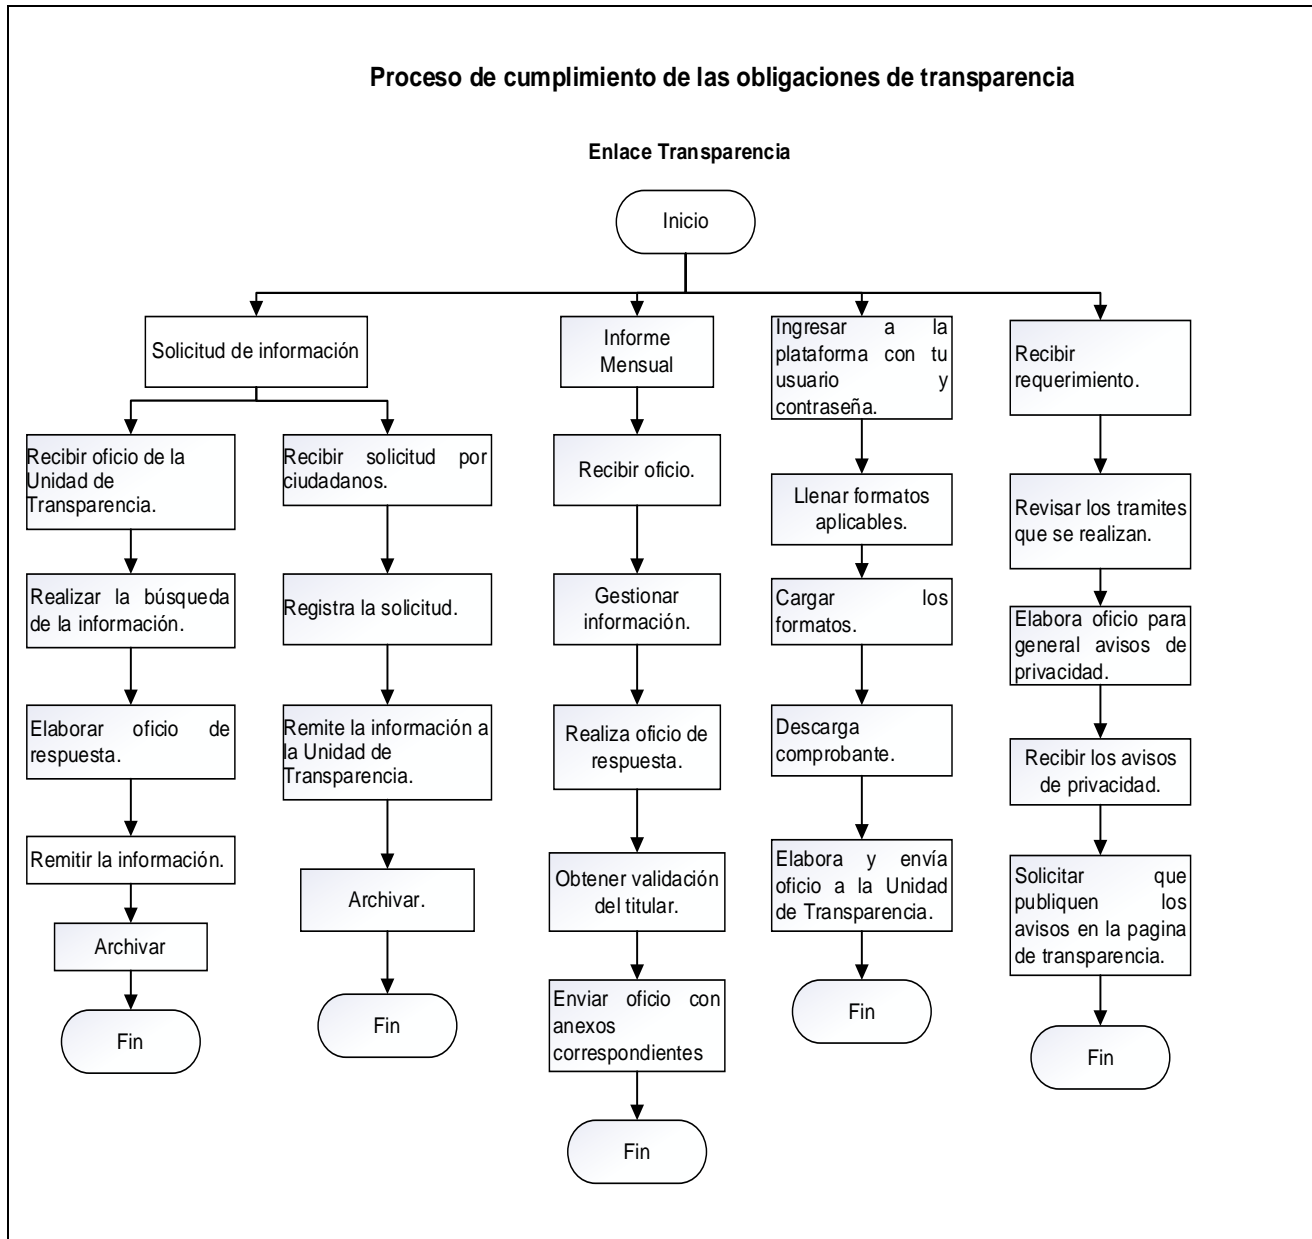 Proceso de cumplimiento de las obligaciones de transparencia
Enlace Transparencia
Inicio
Solicitud de información
Recibir oficio de la
Unidad de
Transparencia.
Realizar la búsqueda
de la información.
Elaborar oficio de
respuesta.
Remitir la información.
Archivar
Fin
Recibir solicitud por
ciudadanos.
Registra la solicitud.
Remite la información a
la Unidad de
Transparencia.
Archivar.
Fin
Informe
Mensual
Recibir oficio.
Gestionar
información.
Realiza oficio de
respuesta.
Obtener validación
del titular.
Enviar oficio con
anexos
correspondientes
Fin
Ingresar a la
plataforma con tu
usuario y
contraseña.
Llenar formatos
aplicables.
Cargar los
formatos.
Descarga
comprobante.
Elabora y envía
oficio a la Unidad
de Transparencia.
Fin
Recibir
requerimiento.
Revisar los tramites
que se realizan.
Elabora oficio para
general avisos de
privacidad.
Recibir los avisos
de privacidad.
Solicitar que
publiquen los
avisos en la pagina
de transparencia.
Fin